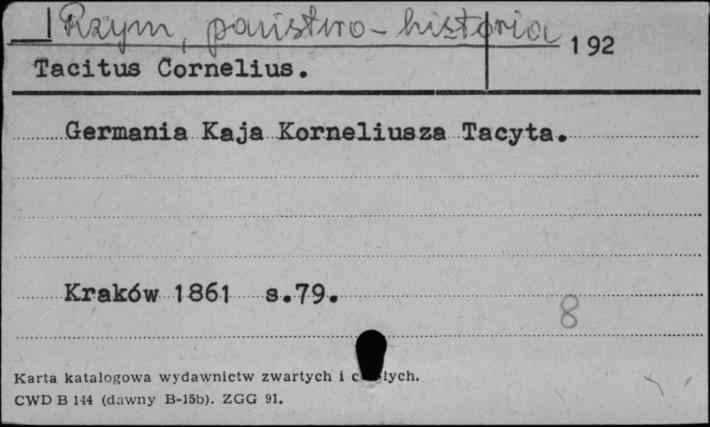 Rzym, państwo - historia
192
Tacitus Cornelius.
Germania Kaja Korneliusza Tacyta.
Kraków 1861 s.79.
8
Karta katalogowa wydawnictw zwartych i c łych.
CWD B 144 (dawny B-15b). ZGG 91.